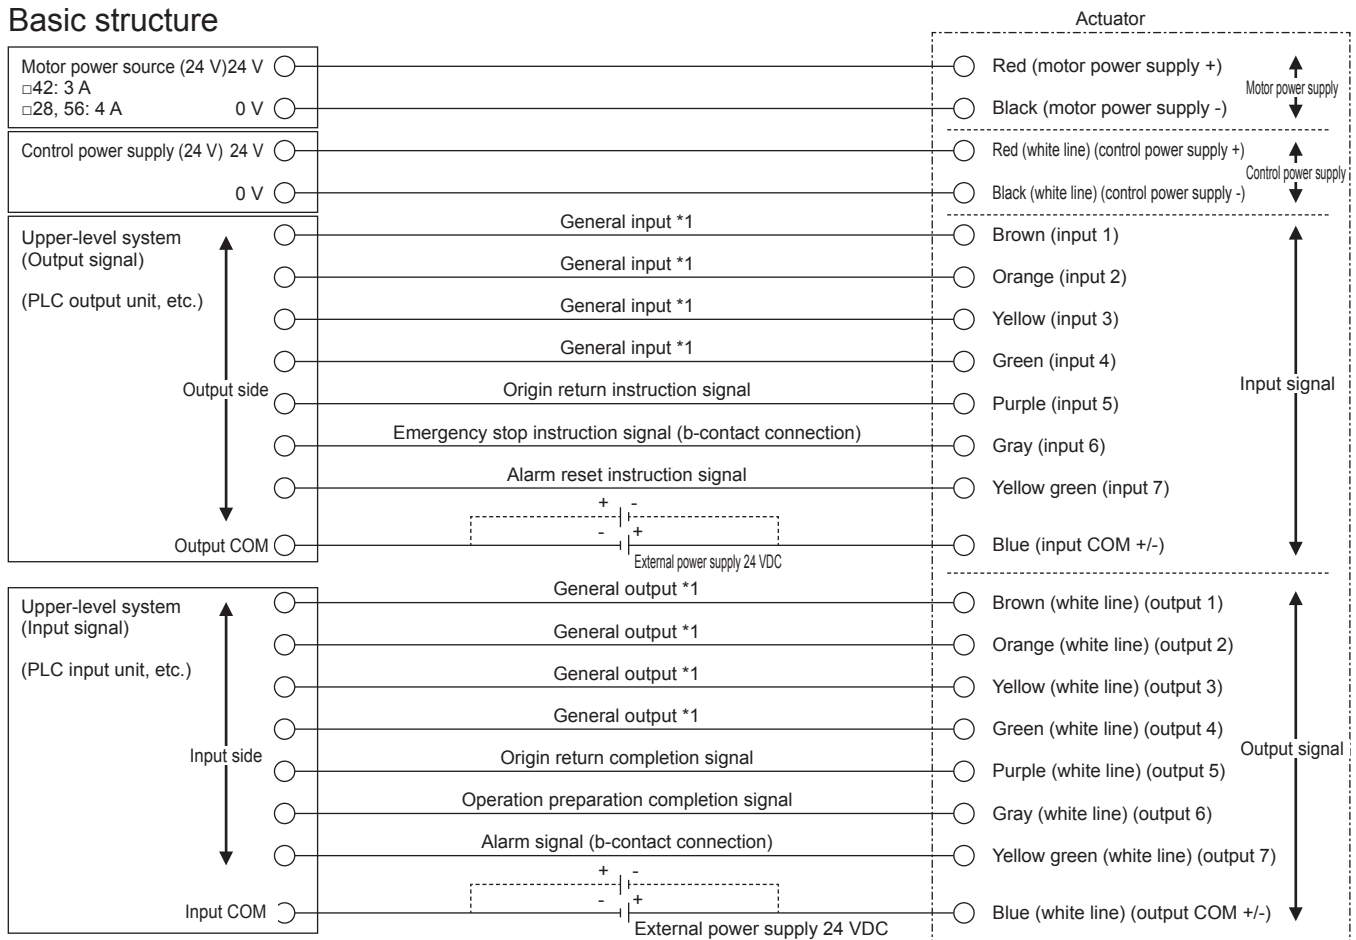 Basic structure
Actuator
Motor power source (24 V)24 V
□42: 3 A
□28, 56: 4 A
0 V
Red (motor power supply +)
Black (motor power supply -)
Motor power supply
Control power supply (24 V) 24 V
0 V
Red (white line) (control power supply +)
Black (white line) (control power supply -)
Control power supply
Upper-level system
(Output signal)
(PLC output unit, etc.)
Output side
Output COM
General input *1
Brown (input 1)
General input *1
Orange (input 2)
General input *1
Yellow (input 3)
General input *1
Green (input 4)
Origin return instruction signal
Purple (input 5)
Emergency stop instruction signal (b-contact connection)
Gray (input 6)
Alarm reset instruction signal
Yellow green (input 7)
+ -
- +
External power supply 24 VDC
Blue (input COM +/-)
Input signal
Upper-level system
(Input signal)
(PLC input unit, etc.)
Input side
Input COM
General output *1
Brown (white line) (output 1)
General output *1
Orange (white line) (output 2)
General output *1
Yellow (white line) (output 3)
General output *1
Green (white line) (output 4)
Origin return completion signal
Purple (white line) (output 5)
Operation preparation completion signal
Gray (white line) (output 6)
Alarm signal (b-contact connection)
Yellow green (white line) (output 7)
+ -
- +
External power supply 24 VDC
Blue (white line) (output COM +/-)
Output signal